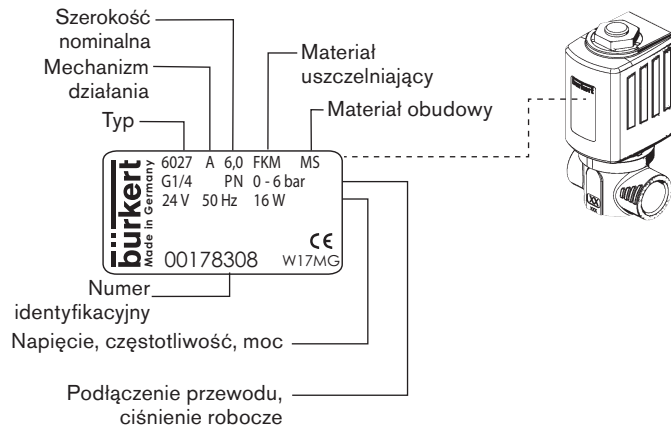 Szerokość
nominalna
Mechanizm
działania
Typ
Materiał
uszczelniający
Materiał obudowy
bürkert
Made in Germany
6027 A 6,0 FKM MS
G1/4 PN 0 - 6 bar
24 V 50 Hz 16 W
CE
00178308 W17MG
Numer
identyfikacyjny
Napięcie, częstotliwość, moc
Podłączenie przewodu,
ciśnienie robocze
burkert
XX